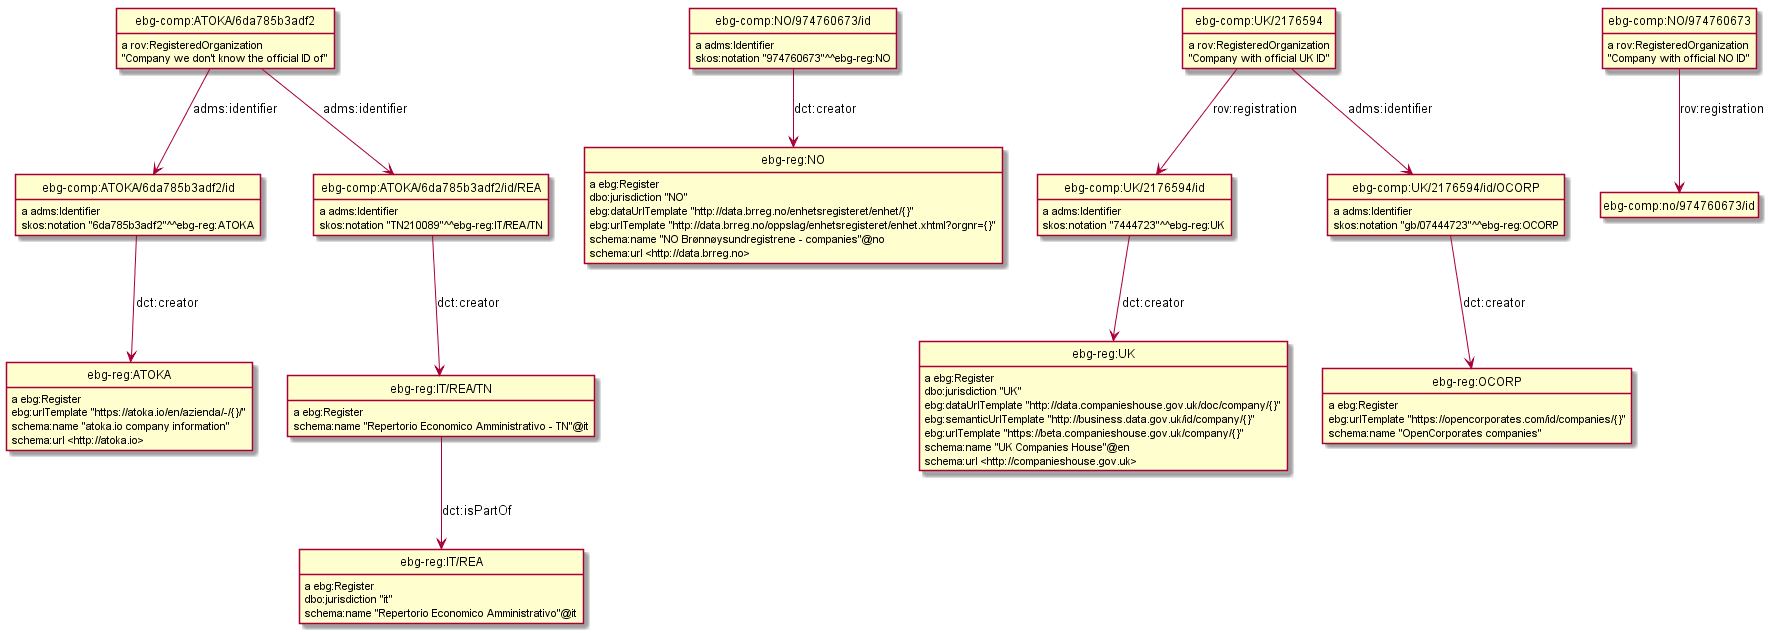 ebg-comp:ATOKA/6da785b3adf2
a rov:RegisteredOrganization
"Company we don't know the official ID of"
adms:identifier
adms:identifier
ebg-comp:ATOKA/6da785b3adf2/id
a adms:Identifier
skos:notation "6da785b3adf2"^^ebg-reg:ATOKA
ebg-comp:ATOKA/6da785b3adf2/id/REA
a adms:Identifier
skos:notation "TN210089"^^ebg-reg:IT/REA/TN
dct:creator
dct:creator
ebg-reg:ATOKA
a ebg:Register
ebg:urlTemplate "https://atoka.io/en/azienda/-/{}/"
schema:name "atoka.io company information"
schema:url <http://atoka.io>
ebg-reg:IT/REA/TN
a ebg:Register
schema:name "Repertorio Economico Amministrativo - TN"@it
dct:isPartOf
ebg-reg:IT/REA
a ebg:Register
dbo:jurisdiction "it"
schema:name "Repertorio Economico Amministrativo"@it
ebg-comp:NO/974760673/id
a adms:Identifier
skos:notation "974760673"^^ebg-reg:NO
dct:creator
ebg-reg:NO
a ebg:Register
dbo:jurisdiction "NO"
ebg:dataUrlTemplate "http://data.brreg.no/enhetsregisteret/enhet/{}"
ebg:urlTemplate "http://data.brreg.no/oppslag/enhetsregisteret/enhet.xhtml?orgnr={}"
schema:name "NO Brønnøysundregistrene - companies"@no
schema:url <http://data.brreg.no>
ebg-comp:UK/2176594
a rov:RegisteredOrganization
"Company with official UK ID"
rov:registration
adms:identifier
ebg-comp:UK/2176594/id
a adms:Identifier
skos:notation "7444723"^^ebg-reg:UK
ebg-comp:UK/2176594/id/OCORP
a adms:Identifier
skos:notation "gb/07444723"^^ebg-reg:OCORP
dct:creator
dct:creator
ebg-reg:UK
a ebg:Register
dbo:jurisdiction "UK"
ebg:dataUrlTemplate "http://data.companieshouse.gov.uk/doc/company/{}"
ebg:semanticUrlTemplate "http://business.data.gov.uk/id/company/{}"
ebg:urlTemplate "https://beta.companieshouse.gov.uk/company/{}"
schema:name "UK Companies House"@en
schema:url <http://companieshouse.gov.uk>
ebg-reg:OCORP
a ebg:Register
ebg:urlTemplate "https://opencorporates.com/id/companies/{}"
schema:name "OpenCorporates companies"
ebg-comp:NO/974760673
a rov:RegisteredOrganization
"Company with official NO ID"
rov:registration
ebg-comp:no/974760673/id